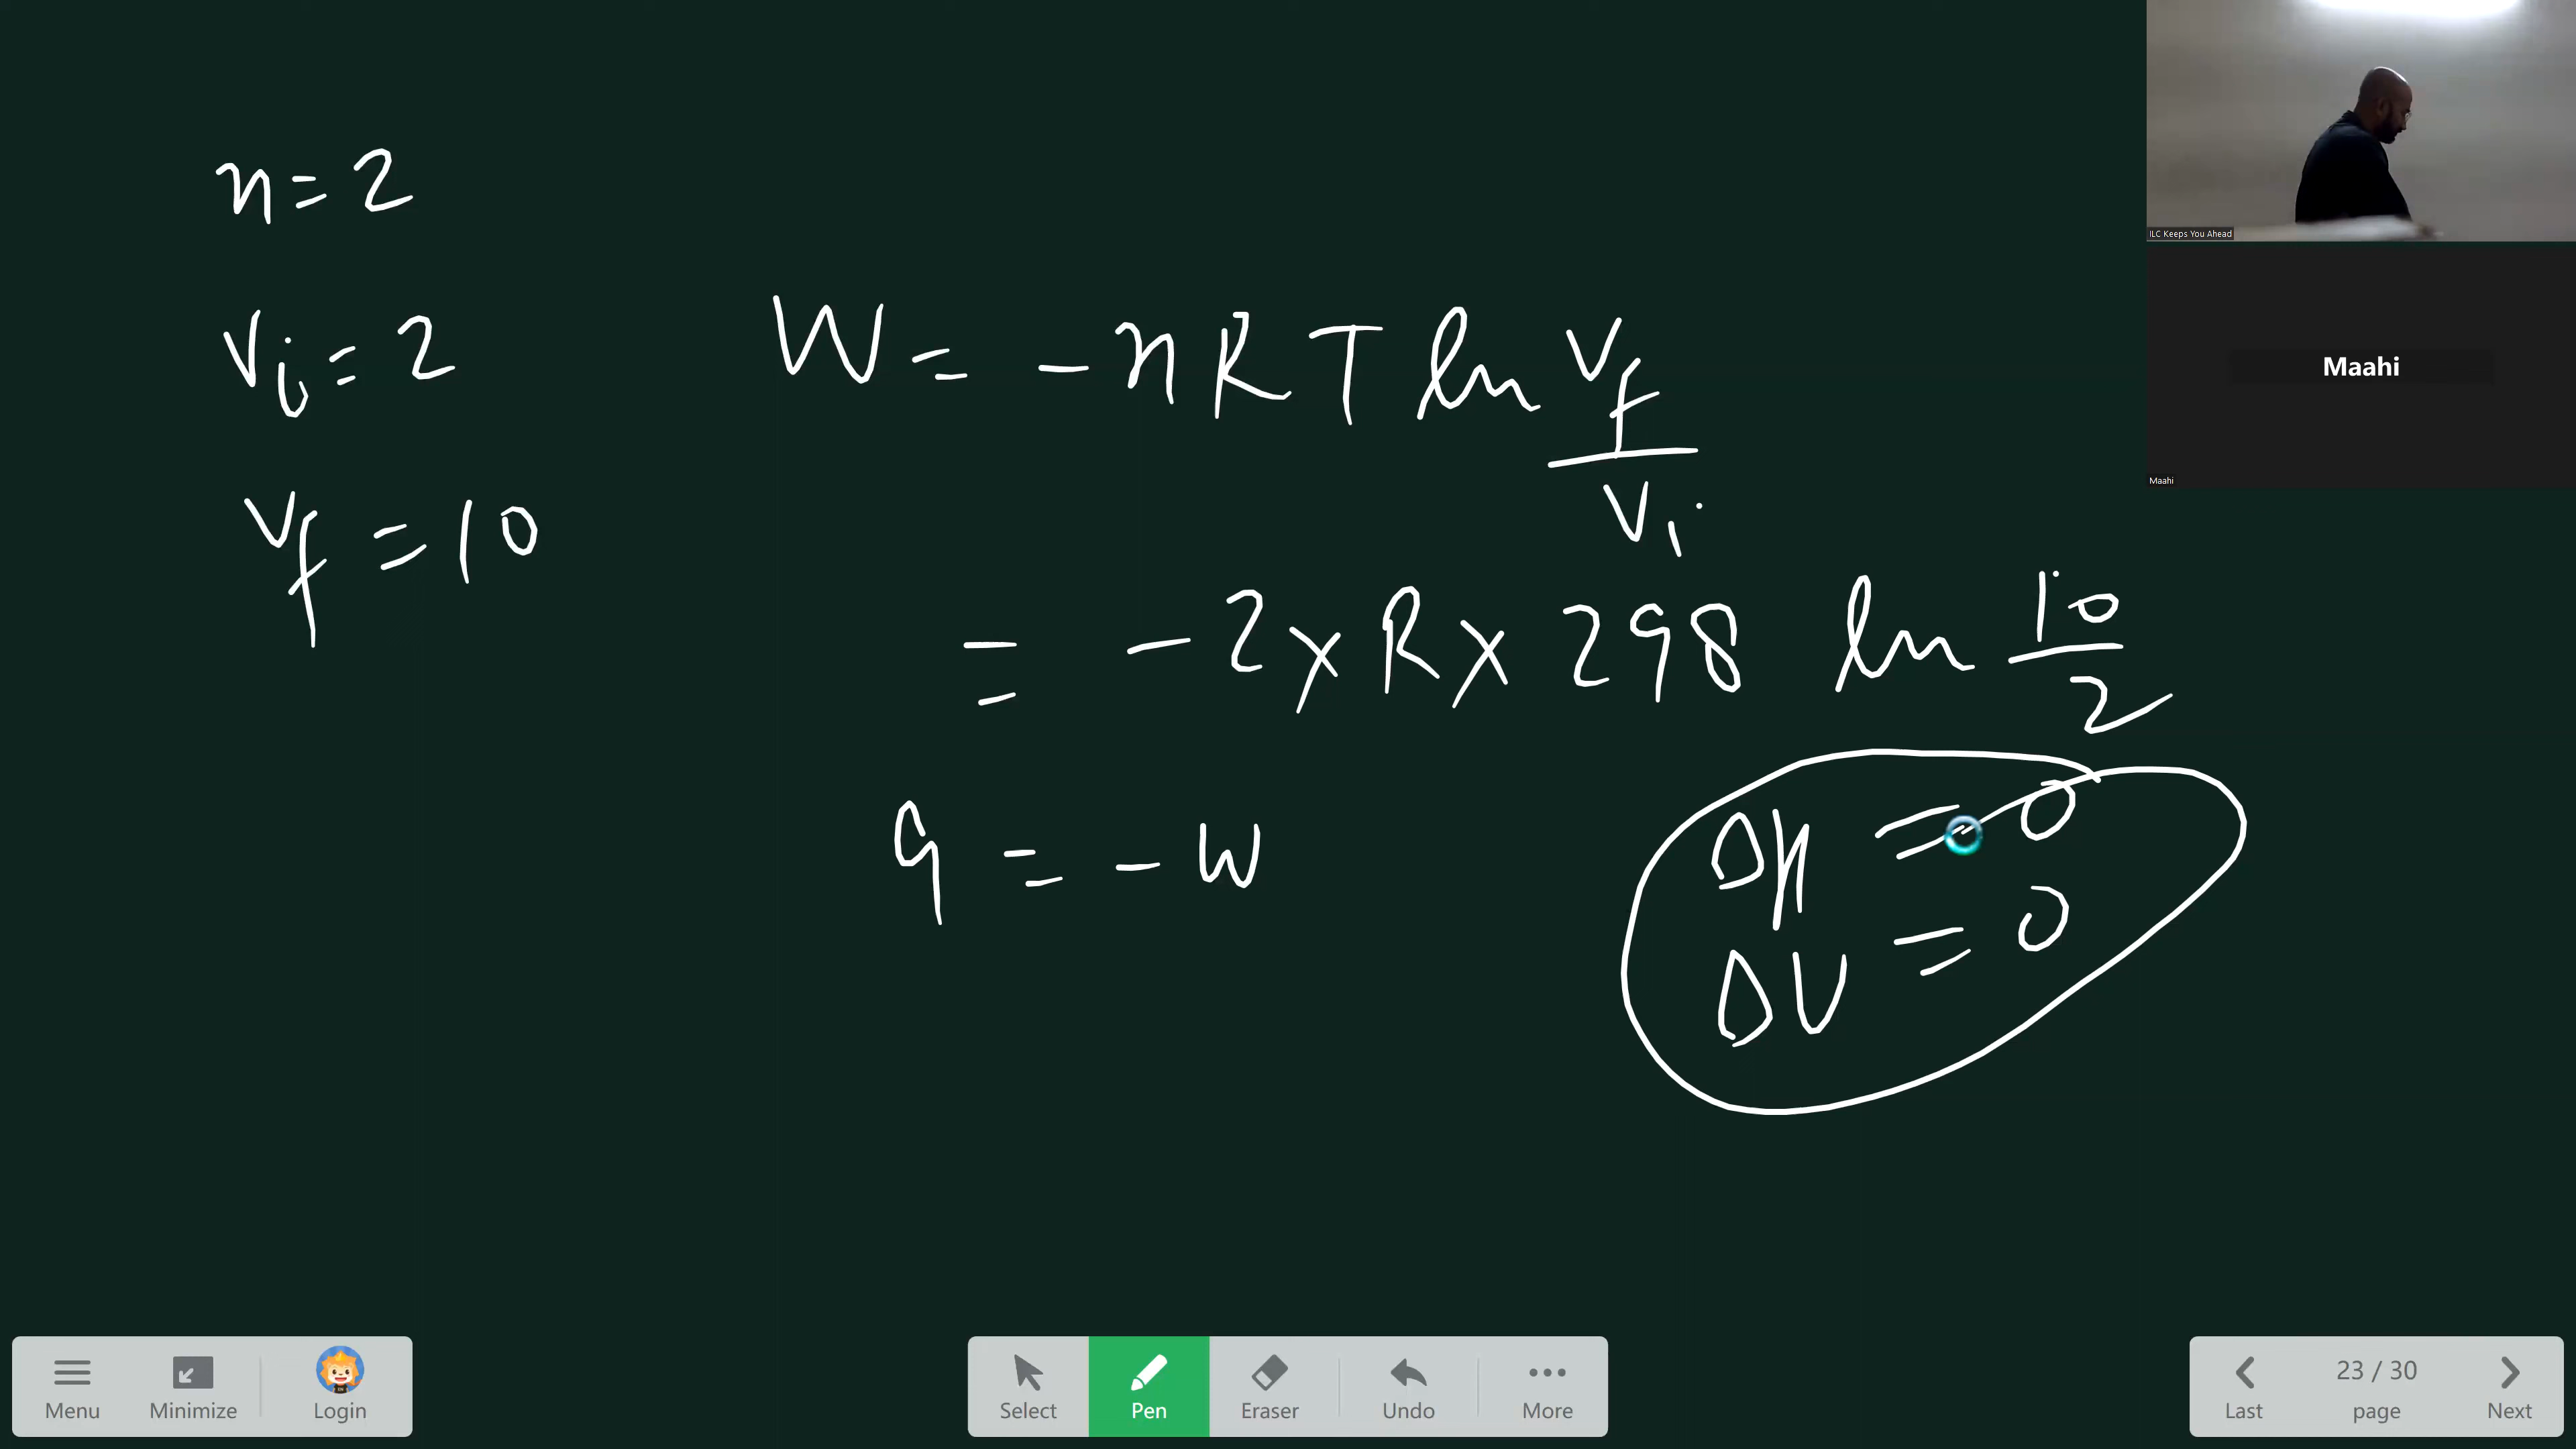 n = 2
Vi = 2
Vf = 10
W = - n R T ln Vf / Vi
= - 2 x R x 298 ln 10 / 2
q = - W
ΔH = 0
ΔU = 0
ILC Keeps You Ahead
Maahi
Maahi
Menu
Minimize
Login
Select
Pen
Eraser
Undo
More
Last
23 / 30
page
Next